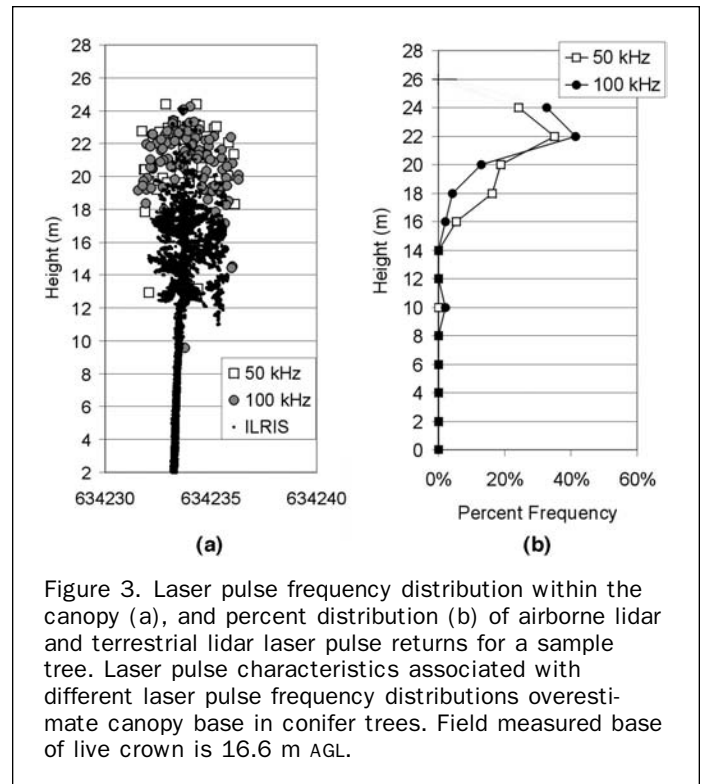 28
26
24
22
20
18
16
14
12
10
8
6
4
2
Height (m)
50 kHz
100 kHz
ILRIS
634230 634235 634240
(a)
28
26
24
22
20
18
16
14
12
10
8
6
4
2
0
Height (m)
50 kHz
100 kHz
0% 20% 40% 60%
Percent Frequency
(b)
Figure 3. Laser pulse frequency distribution within the
canopy (a), and percent distribution (b) of airborne lidar
and terrestrial lidar laser pulse returns for a sample
tree. Laser pulse characteristics associated with
different laser pulse frequency distributions overesti-
mate canopy base in conifer trees. Field measured base
of live crown is 16.6 m AGL.